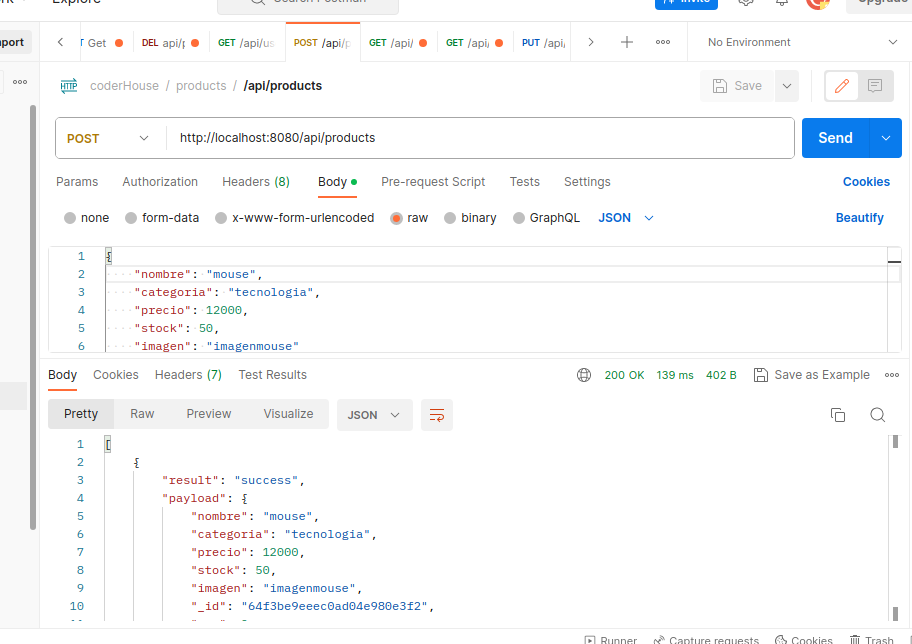 Explore
Search Postman
Invite
Upgrade
port
Get
DEL api/p
GET /api/us
POST /api/p
GET /api/
GET /api/
PUT /api/
No Environment
HTTP
coderHouse / products / /api/products
Save
POST
http://localhost:8080/api/products
Send
Params Authorization Headers (8) Body Pre-request Script Tests Settings Cookies
none form-data x-www-form-urlencoded raw binary GraphQL JSON Beautify
1 {
2 "nombre": "mouse",
3 "categoria": "tecnologia",
4 "precio": 12000,
5 "stock": 50,
6 "imagen": "imagenmouse"
Body Cookies Headers (7) Test Results 200 OK 139 ms 402 B Save as Example
Pretty Raw Preview Visualize JSON
1 [
2 {
3 "result": "success",
4 "payload": {
5 "nombre": "mouse",
6 "categoria": "tecnologia",
7 "precio": 12000,
8 "stock": 50,
9 "imagen": "imagenmouse",
10 "_id": "64f3be9eeec0ad04e980e3f2",
Runner Capture requests Cookies Trash